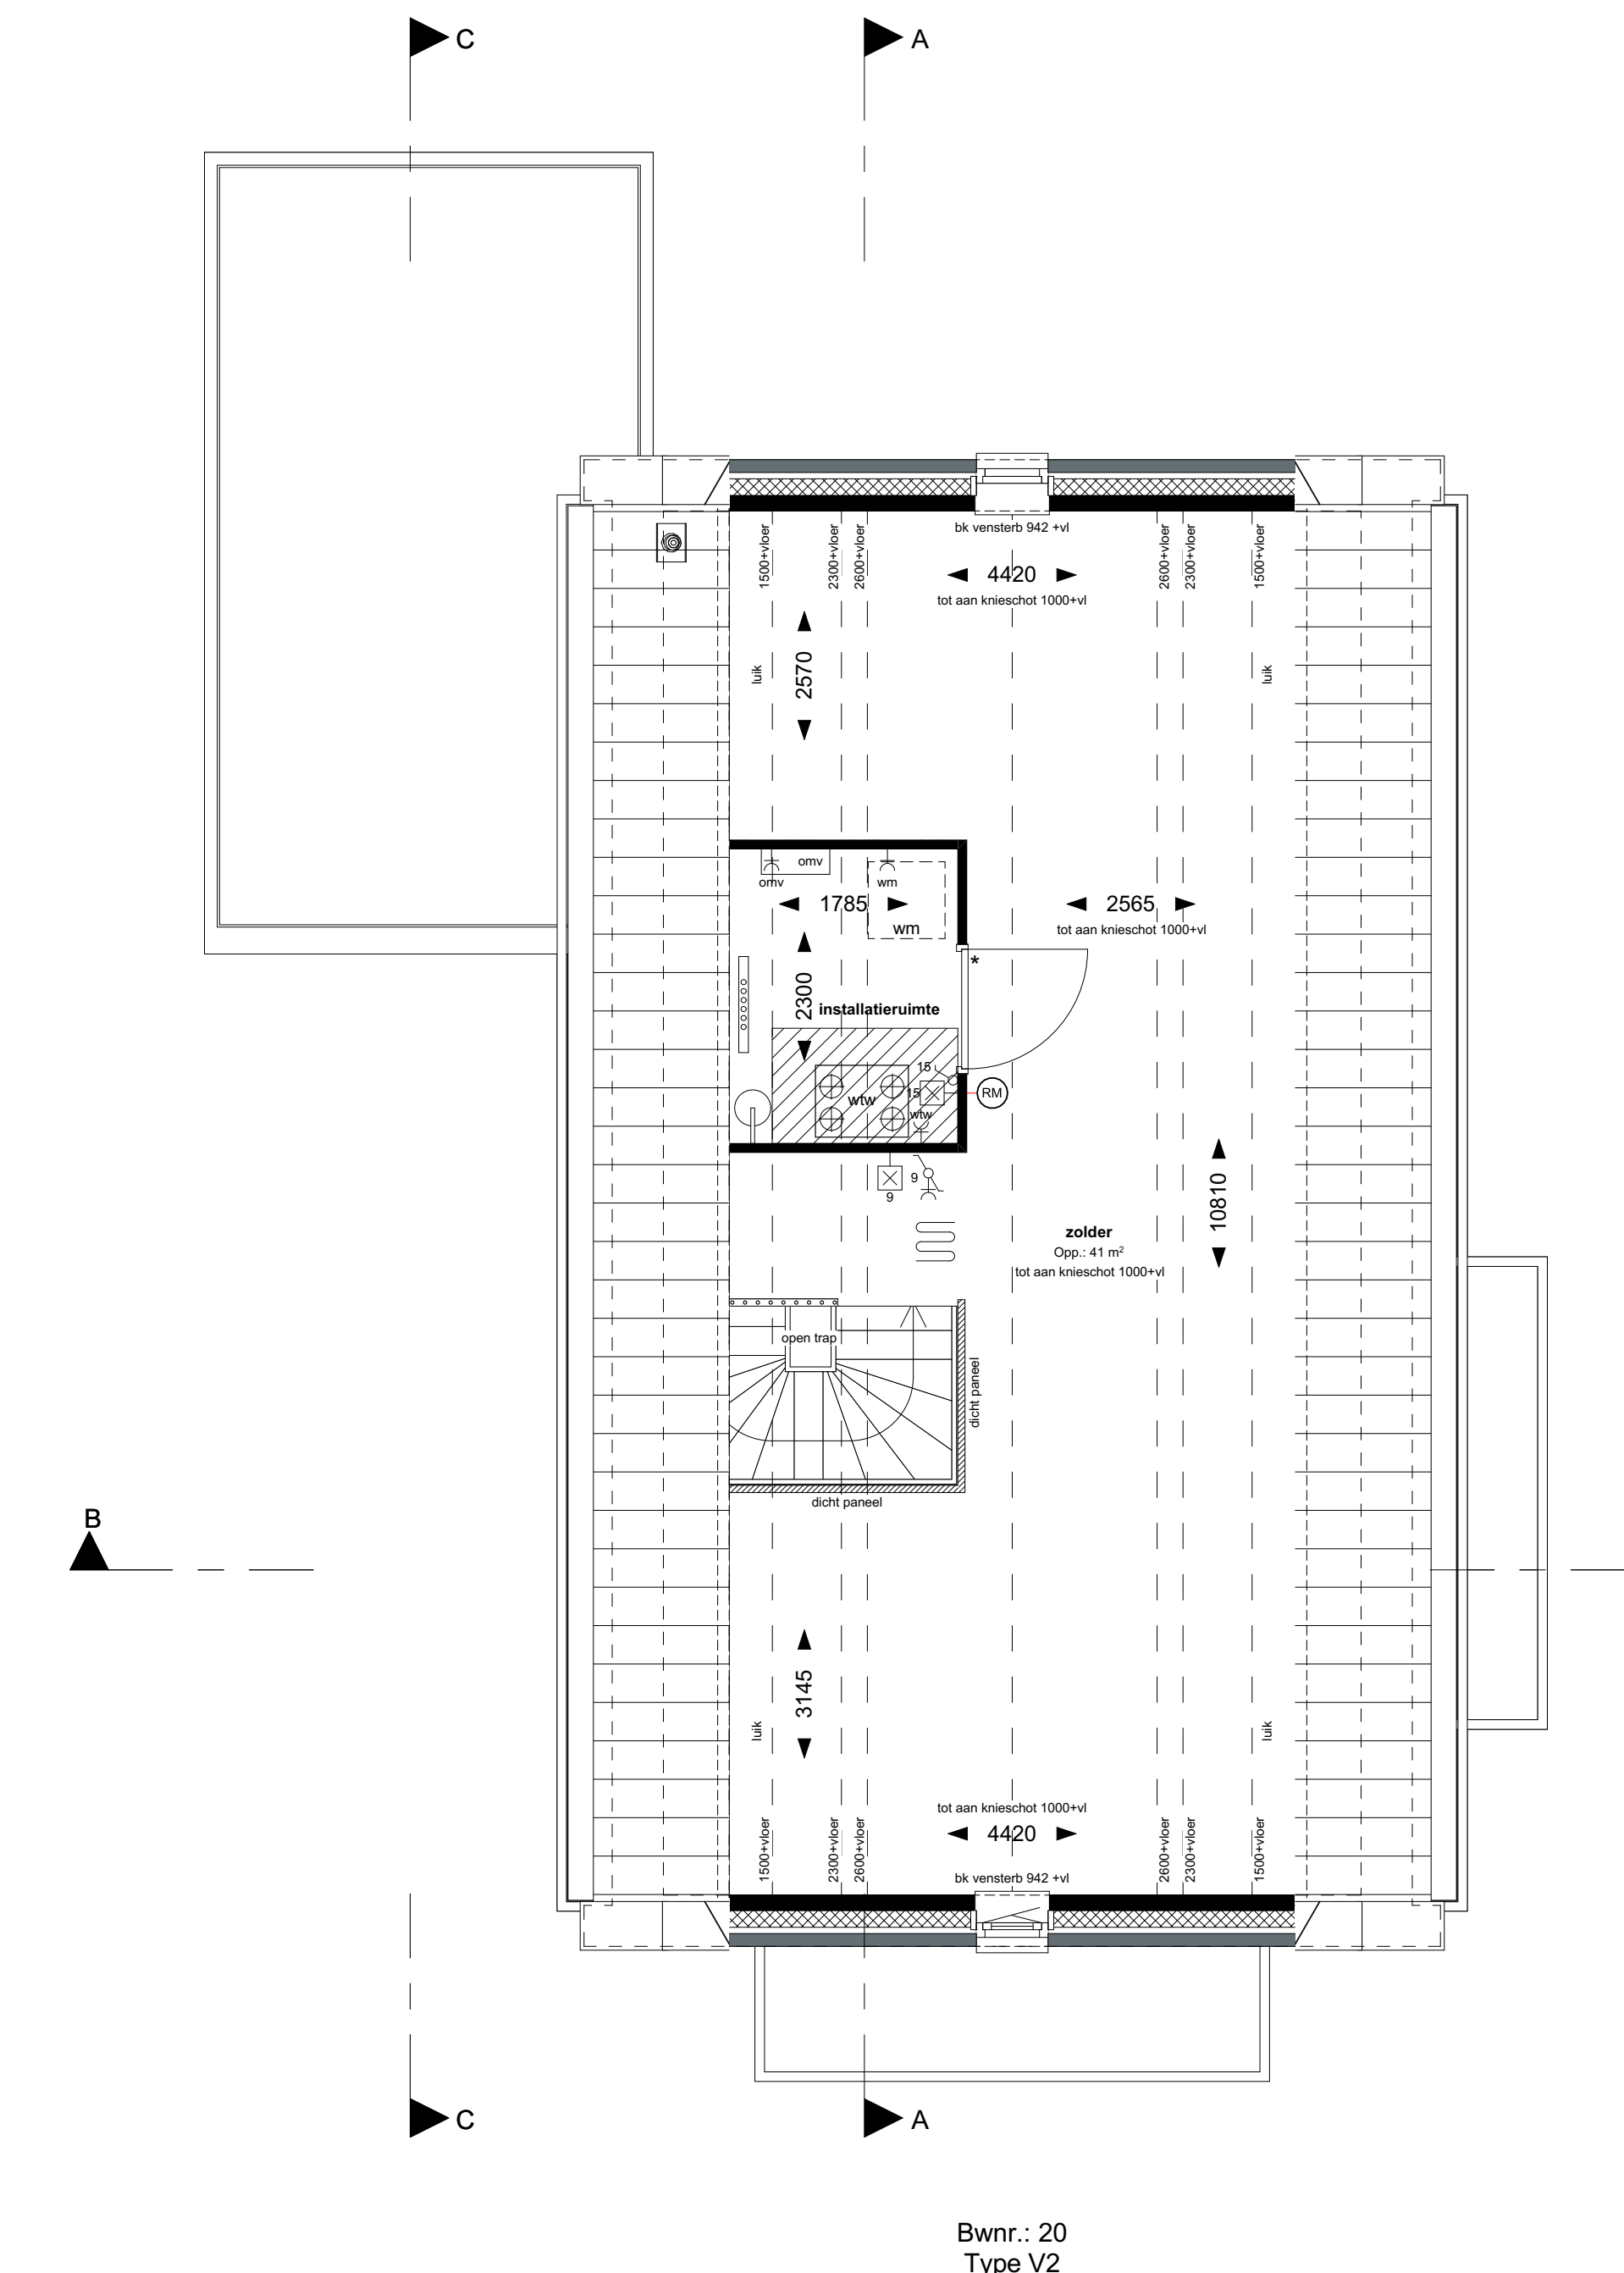 C
A
bk vensterb 942 +vl
1500+vloer
2300+vloer
2600+vloer
2600+vloer
2300+vloer
1500+vloer
4420
tot aan knieschot 1000+vl
luik
2570
luik
omv
omv
wm
1785
wm
2565
tot aan knieschot 1000+vl
*
2300
installatieruimte
15
wtw
15
wtw
RM
9
9
10810
zolder
Opp.: 41 m²
tot aan knieschot 1000+vl
open trap
dicht paneel
dicht paneel
B
3145
luik
luik
tot aan knieschot 1000+vl
4420
1500+vloer
2300+vloer
2600+vloer
2600+vloer
2300+vloer
1500+vloer
bk vensterb 942 +vl
C
A
Bwnr.: 20
Type V2